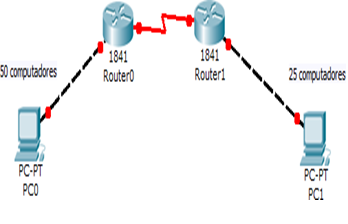 1841
Router0
1841
Router1
50 computadores
25 computadores
PC-PT
PC0
PC-PT
PC1